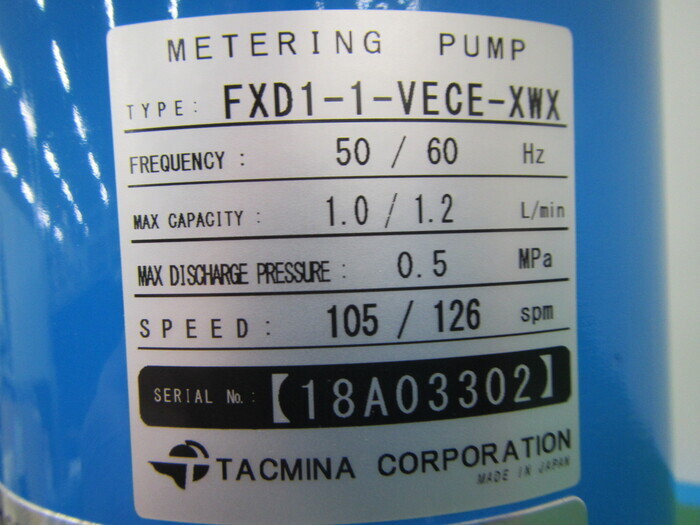 METERING PUMP
TYPE: FXD1-1-VECE-XWX
FREQUENCY: 50 / 60 Hz
MAX CAPACITY: 1.0 / 1.2 L/min
MAX DISCHARGE PRESSURE: 0.5 MPa
SPEED: 105 / 126 spm
SERIAL No.: 【18A03302】
TACMINA CORPORATION
MADE IN JAPAN